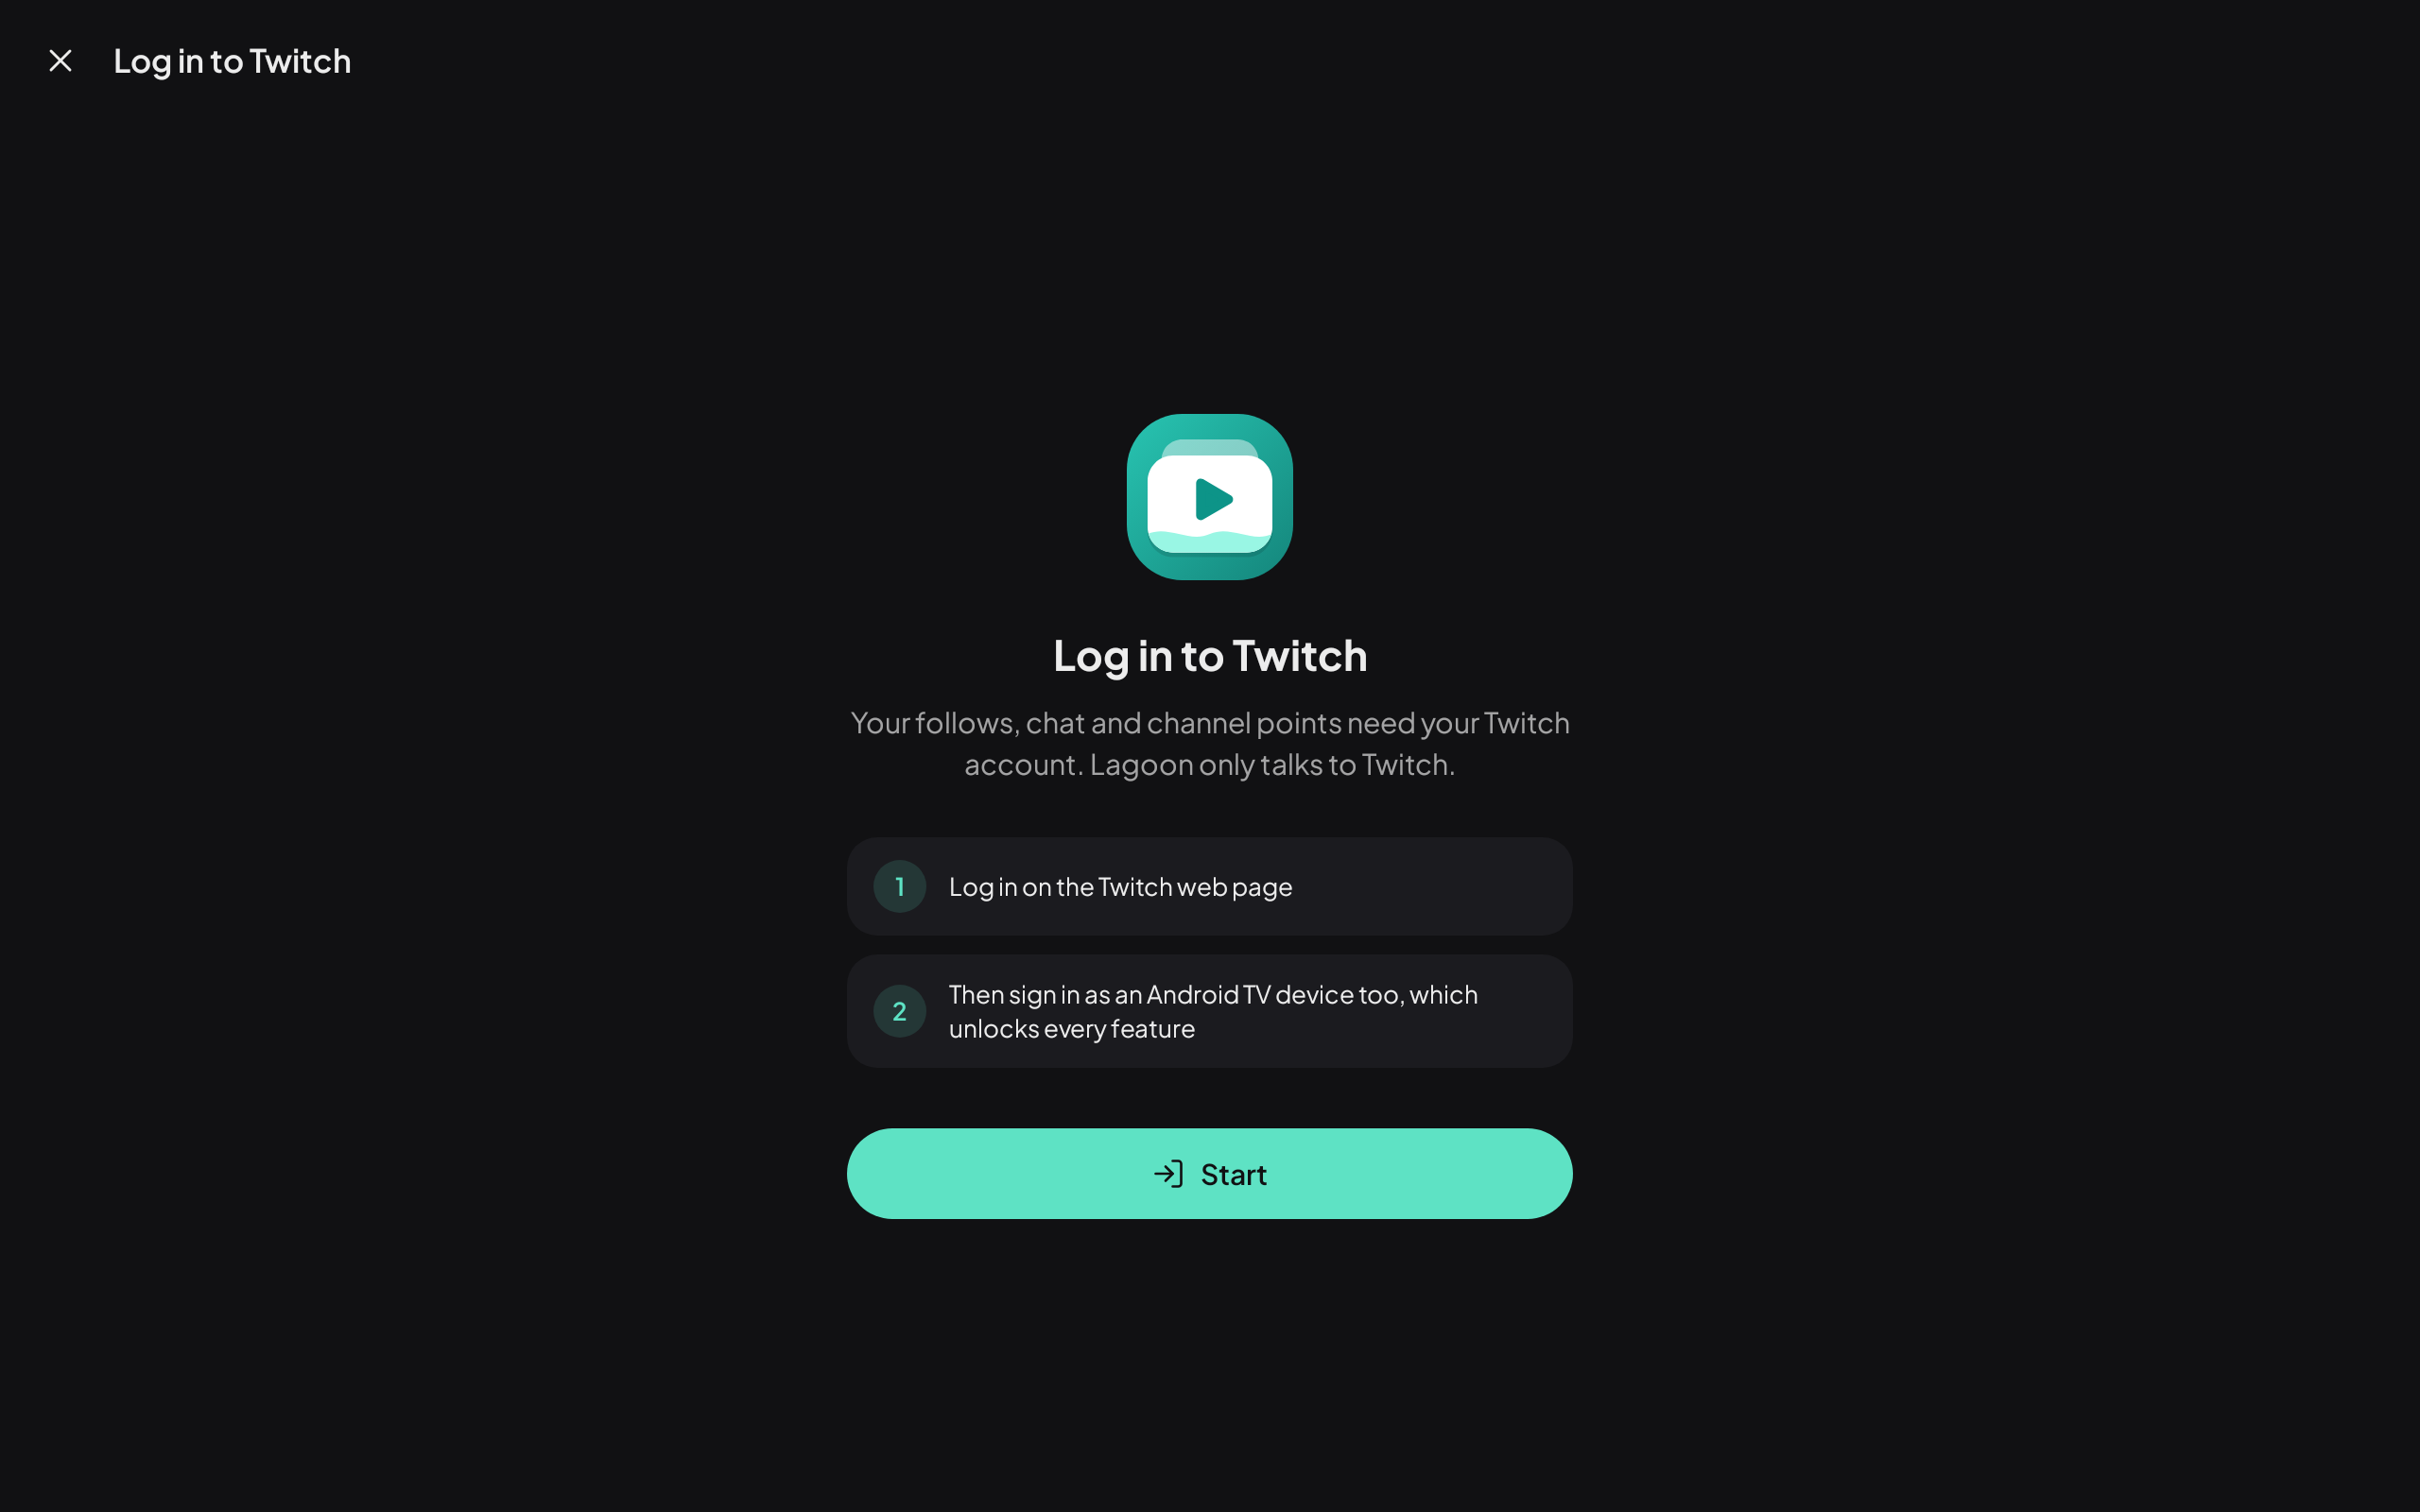 Log in to Twitch
Log in to Twitch
Your follows, chat and channel points need your Twitch
account. Lagoon only talks to Twitch.
1 Log in on the Twitch web page
2 Then sign in as an Android TV device too, which
unlocks every feature
Start